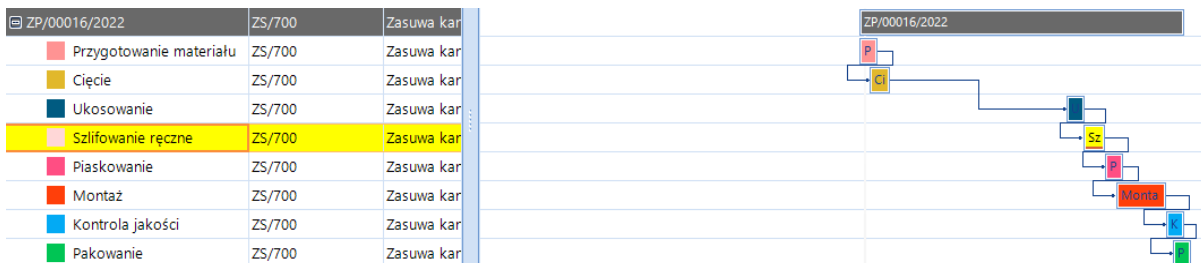 ZP/00016/2022 ZS/700 Zasuwa kar ZP/00016/2022
Przygotowanie materiału ZS/700 Zasuwa kar P
Cięcie ZS/700 Zasuwa kar Ci
Ukosowanie ZS/700 Zasuwa kar
Szlifowanie ręczne ZS/700 Zasuwa kar Sz
Piaskowanie ZS/700 Zasuwa kar P
Montaż ZS/700 Zasuwa kar Monta
Kontrola jakości ZS/700 Zasuwa kar K
Pakowanie ZS/700 Zasuwa kar P